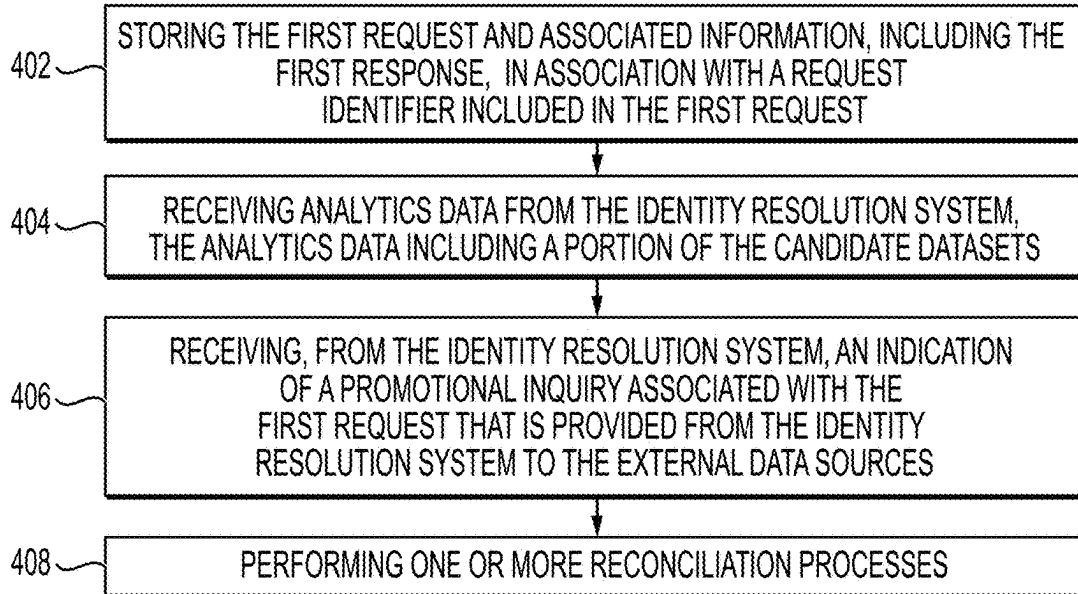 402
STORING THE FIRST REQUEST AND ASSOCIATED INFORMATION, INCLUDING THE
FIRST RESPONSE, IN ASSOCIATION WITH A REQUEST
IDENTIFIER INCLUDED IN THE FIRST REQUEST
404
RECEIVING ANALYTICS DATA FROM THE IDENTITY RESOLUTION SYSTEM,
THE ANALYTICS DATA INCLUDING A PORTION OF THE CANDIDATE DATASETS
406
RECEIVING, FROM THE IDENTITY RESOLUTION SYSTEM, AN INDICATION
OF A PROMOTIONAL INQUIRY ASSOCIATED WITH THE
FIRST REQUEST THAT IS PROVIDED FROM THE IDENTITY
RESOLUTION SYSTEM TO THE EXTERNAL DATA SOURCES
408
PERFORMING ONE OR MORE RECONCILIATION PROCESSES